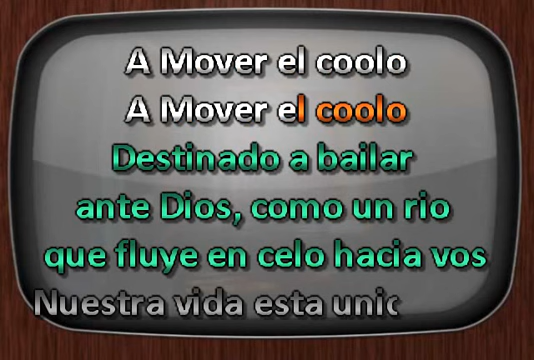 A Mover el coolo
A Mover el coolo
Destinado a bailar
ante Dios, como un rio
que fluye en celo hacia vos
Nuestra vida esta unic